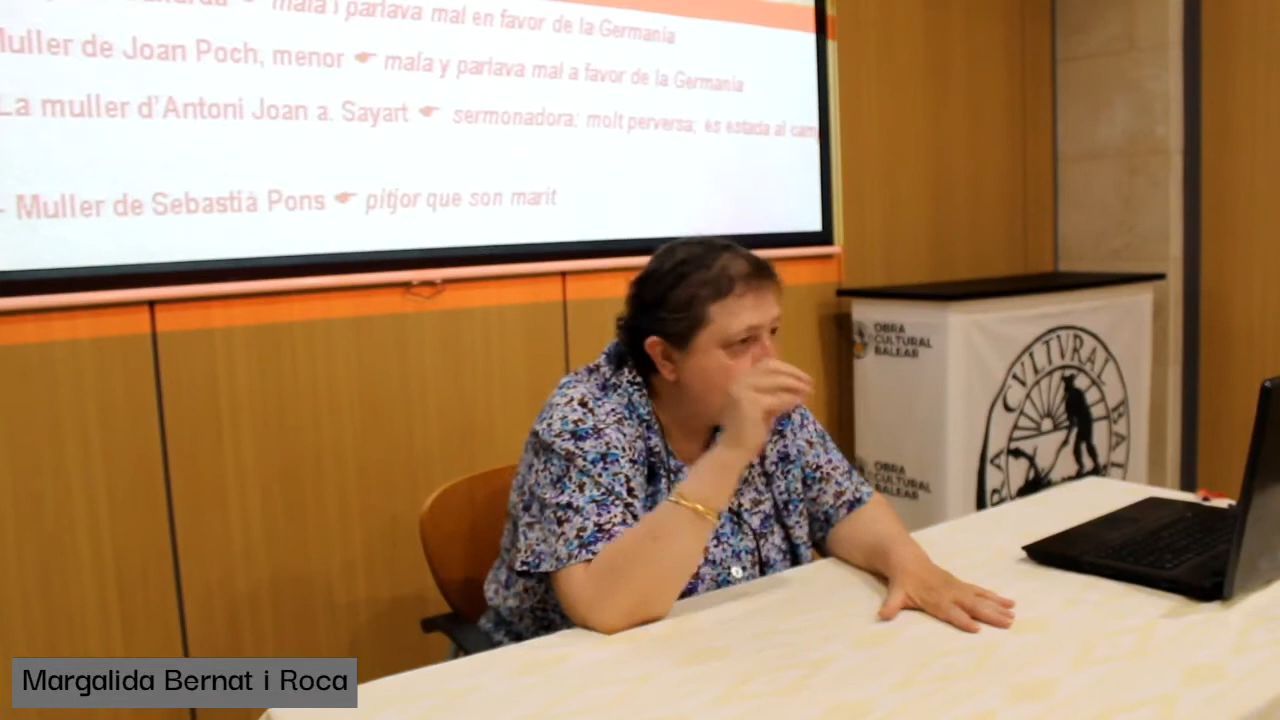 mala i parlava mal en favor de la Germania
Muller de Joan Poch, menor ☛ mala y parlava mal a favor de la Germania
La muller d'Antoni Joan a. Sayart ☛ sermonadora; molt perversa; es estada al
- Muller de Sebastià Pons ☛ pitjor que son marit
OBRA
CULTURAL
BALEAR
CVLTVRAL
OBRA
CULTURAL
BALEAR
Margalida Bernat i Roca